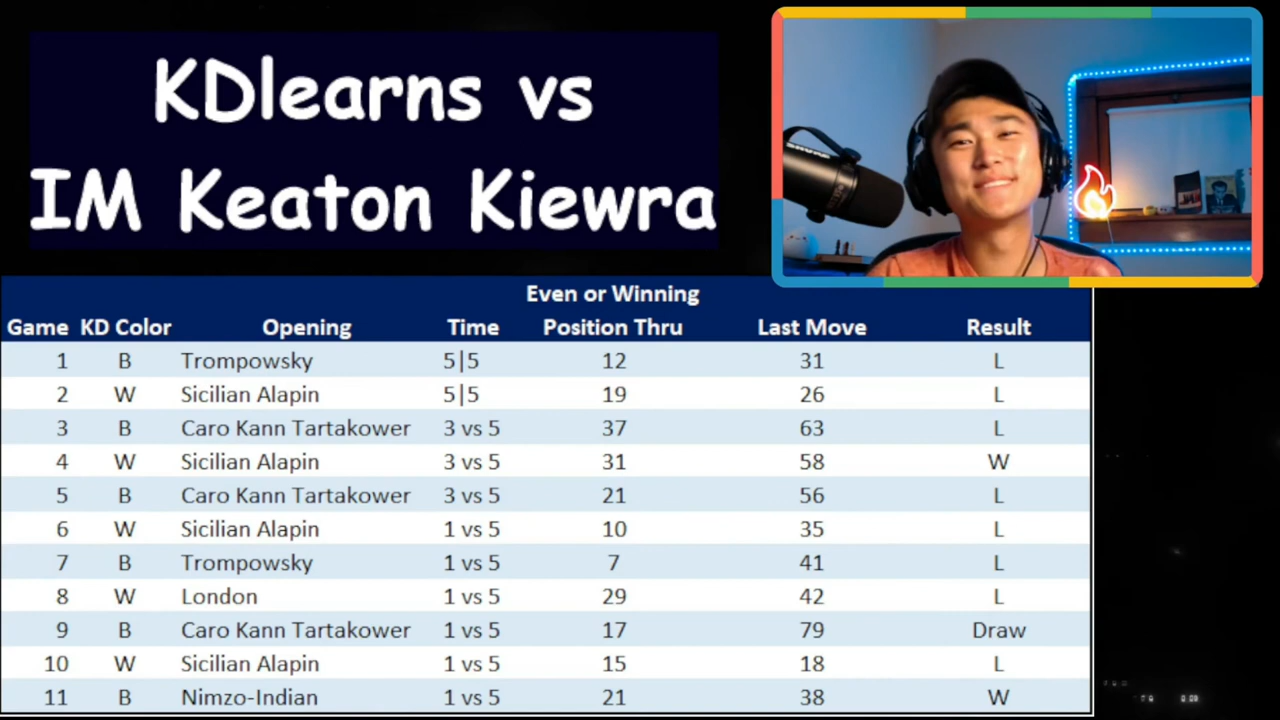 KDlearns vs
IM Keaton Kiewra
SHURE
Even or Winning
Game KD Color Opening Time Position Thru Last Move Result
1 B Trompowsky 5|5 12 31 L
2 W Sicilian Alapin 5|5 19 26 L
3 B Caro Kann Tartakower 3 vs 5 37 63 L
4 W Sicilian Alapin 3 vs 5 31 58 W
5 B Caro Kann Tartakower 3 vs 5 21 56 L
6 W Sicilian Alapin 1 vs 5 10 35 L
7 B Trompowsky 1 vs 5 7 41 L
8 W London 1 vs 5 29 42 L
9 B Caro Kann Tartakower 1 vs 5 17 79 Draw
10 W Sicilian Alapin 1 vs 5 15 18 L
11 B Nimzo-Indian 1 vs 5 21 38 W